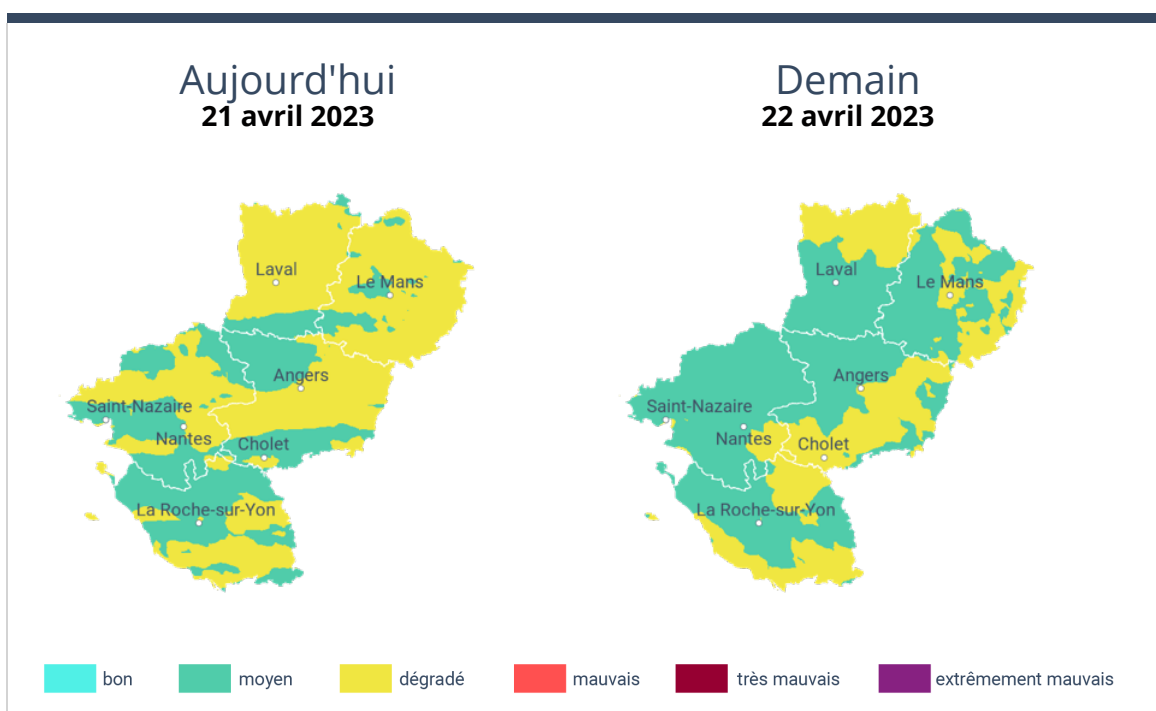 Aujourd'hui
21 avril 2023
Demain
22 avril 2023
Laval
Le Mans
Angers
Saint-Nazaire
Nantes
Cholet
La Roche-sur-Yon
Laval
Le Mans
Angers
Saint-Nazaire
Nantes
Cholet
La Roche-sur-Yon
bon
moyen
dégradé
mauvais
très mauvais
extrêmement mauvais